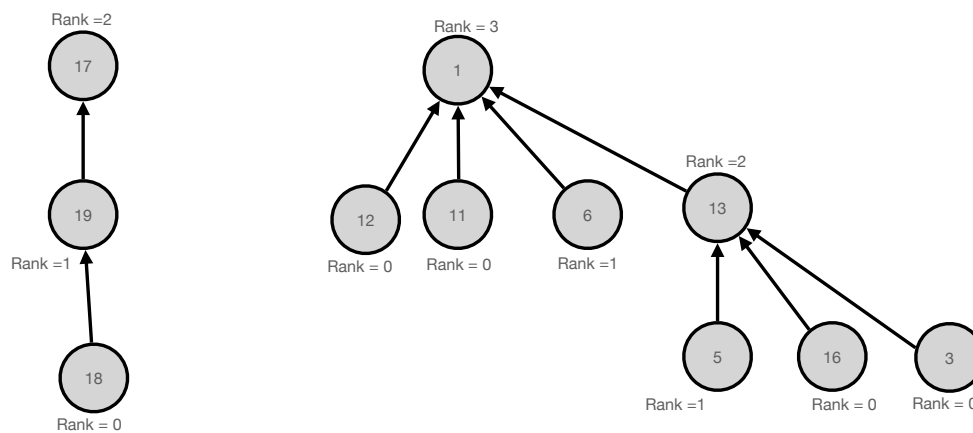 Rank =2
17
19
Rank =1
18
Rank = 0
Rank = 3
1
12
Rank = 0
11
Rank = 0
6
Rank =1
Rank =2
13
5
Rank =1
16
Rank = 0
3
Rank = 0